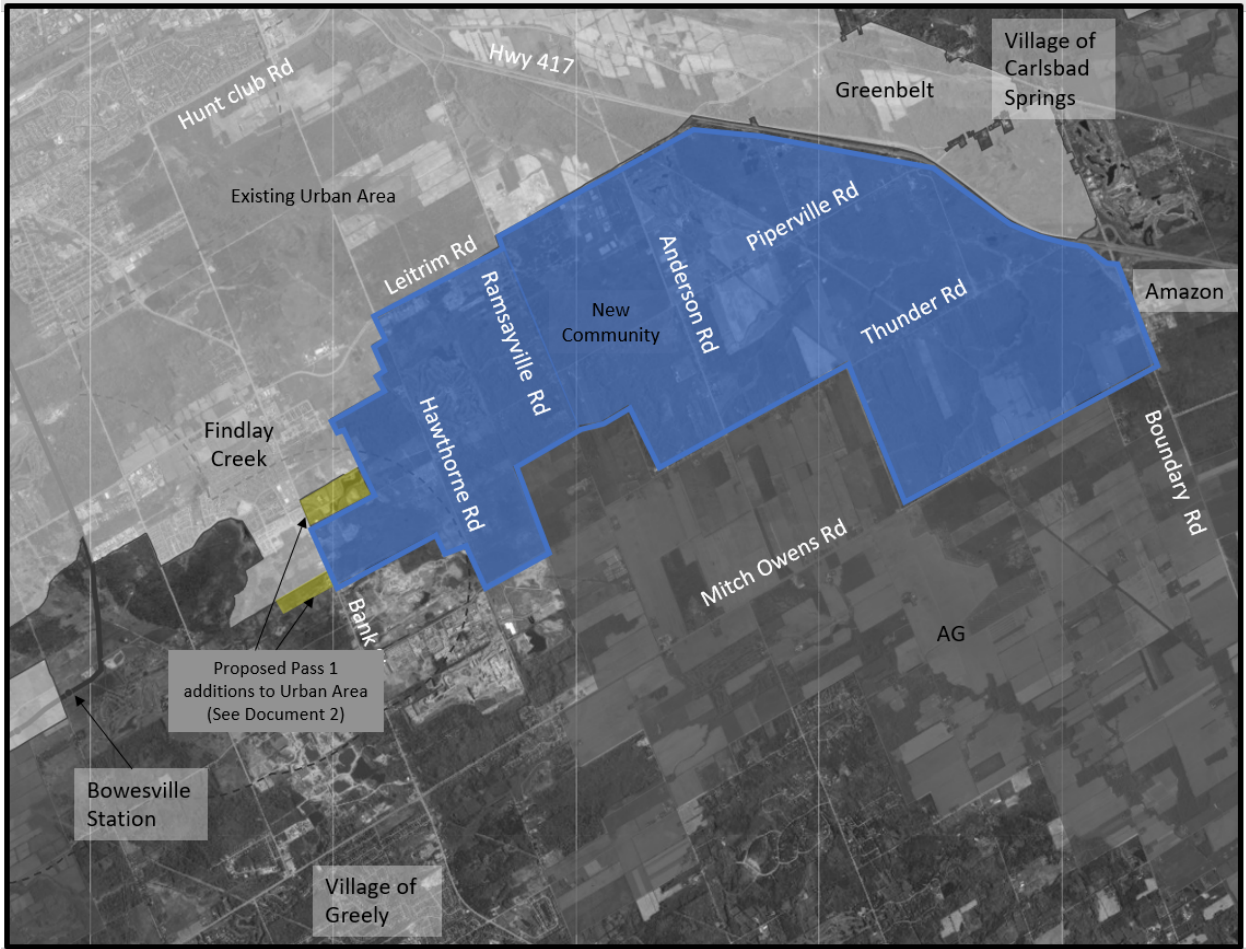 Hwy 417
Village of
Carlsbad
Springs
Greenbelt
Hunt club Rd
Existing Urban Area
Piperville Rd
Leitrim Rd
Anderson Rd
Ramsayville Rd
New
Community
Thunder Rd
Amazon
Hawthorne Rd
Findlay
Creek
Boundary Rd
Mitch Owens Rd
Bank
AG
Proposed Pass 1
additions to Urban Area
(See Document 2)
Bowesville
Station
Village of
Greely